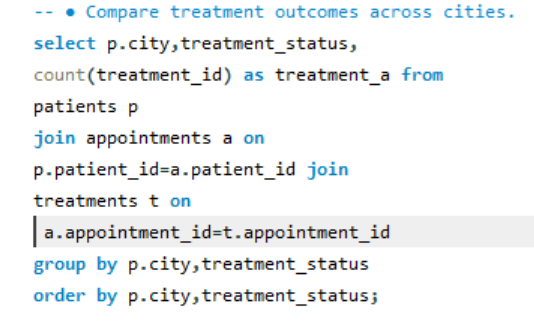 -- • Compare treatment outcomes across cities.
select p.city,treatment_status,
count(treatment_id) as treatment_a from
patients p
join appointments a on
p.patient_id=a.patient_id join
treatments t on
a.appointment_id=t.appointment_id
group by p.city,treatment_status
order by p.city,treatment_status;